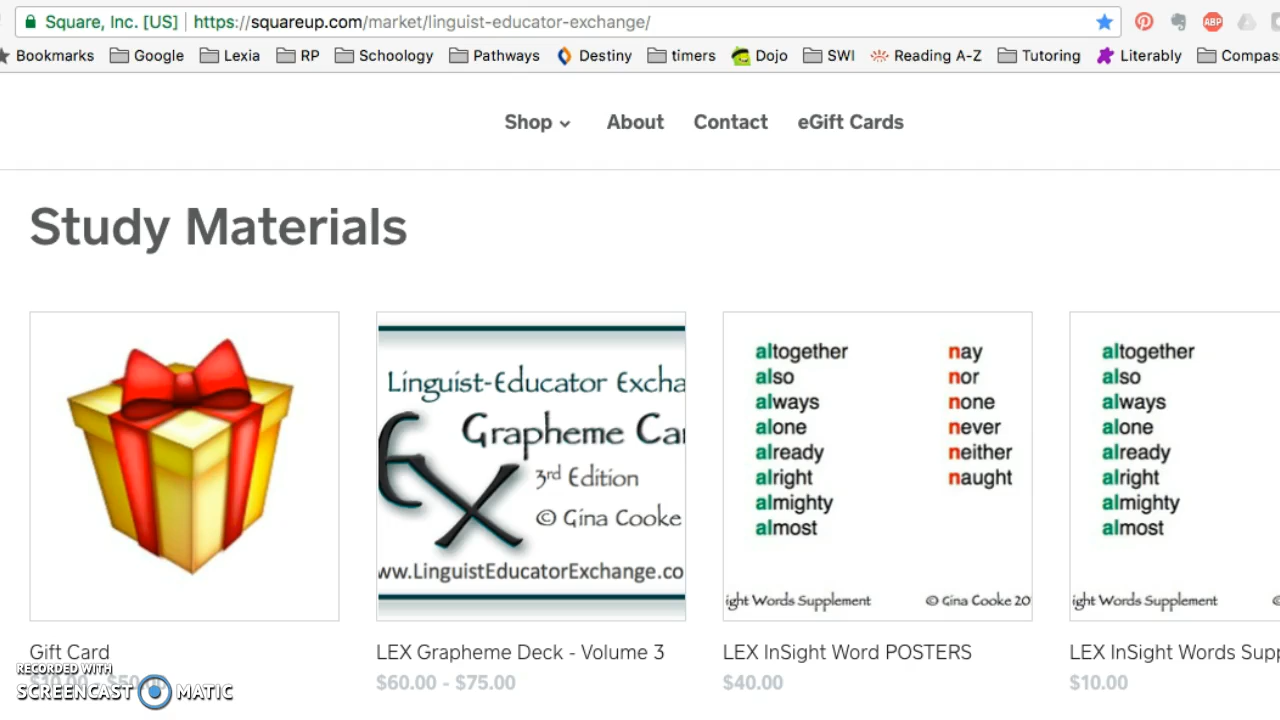 Square, Inc. [US] https://squareup.com/market/linguist-educator-exchange/
ABP
Bookmarks Google Lexia RP Schoology Pathways Destiny timers Dojo SWI Reading A-Z Tutoring Literably Compas
Shop About Contact eGift Cards
Study Materials
Linguist-Educator Excha
Grapheme Ca
3rd Edition
© Gina Cooke
ww.LinguistEducatorExchange.co
altogether nay
also nor
always none
alone never
already neither
alright naught
almighty
almost
ight Words Supplement © Gina Cooke 20
altogether
also
always
alone
already
alright
almighty
almost
ight Words Supplement ©
Gift Card
LEX Grapheme Deck - Volume 3
LEX InSight Word POSTERS
LEX InSight Words Sup
$60.00 - $75.00
$40.00
$10.00
RECORDED WITH
SCREENCAST MATIC